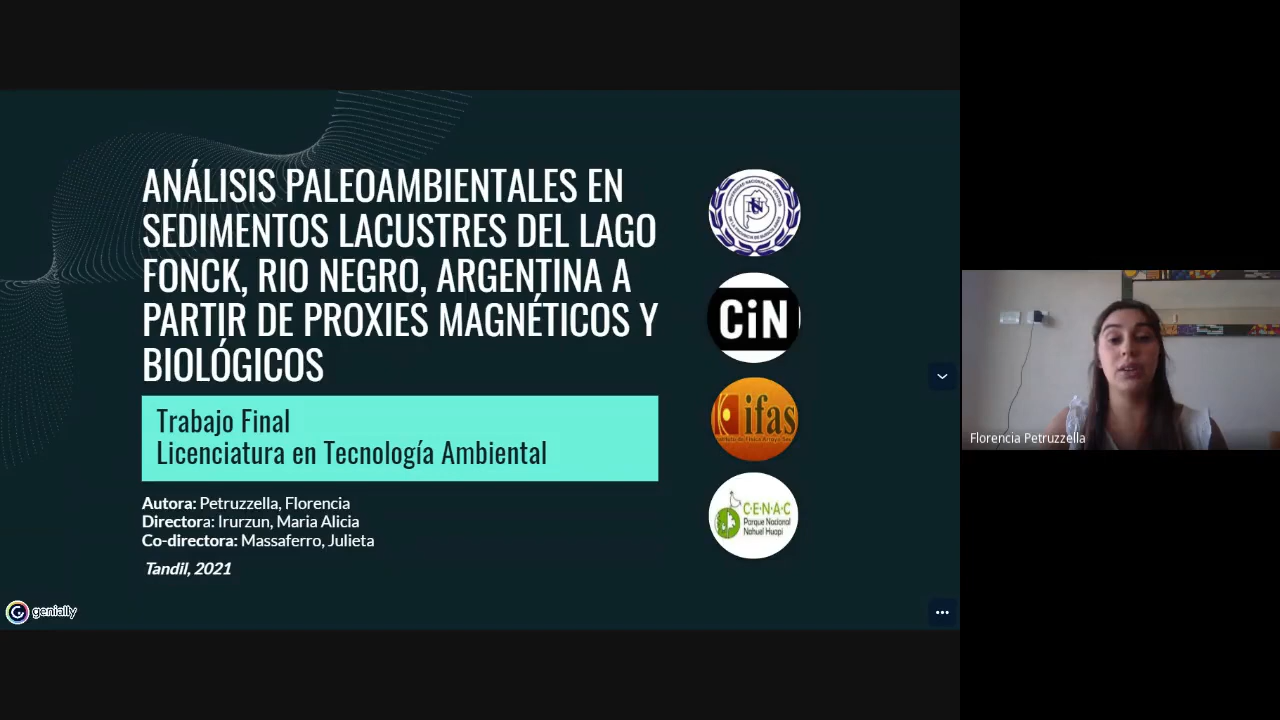 ANÁLISIS PALEOAMBIENTALES EN
SEDIMENTOS LACUSTRES DEL LAGO
FONCK, RIO NEGRO, ARGENTINA A
PARTIR DE PROXIES MAGNÉTICOS Y
BIOLÓGICOS
Trabajo Final
Licenciatura en Tecnología Ambiental
Autora: Petruzzella, Florencia
Directora: Irurzun, Maria Alicia
Co-directora: Massaferro, Julieta
Tandil, 2021
genially
CiN
ifas
C·E·N·A·C
Parque Nacional
Nahuel Huapi
Florencia Petruzzella